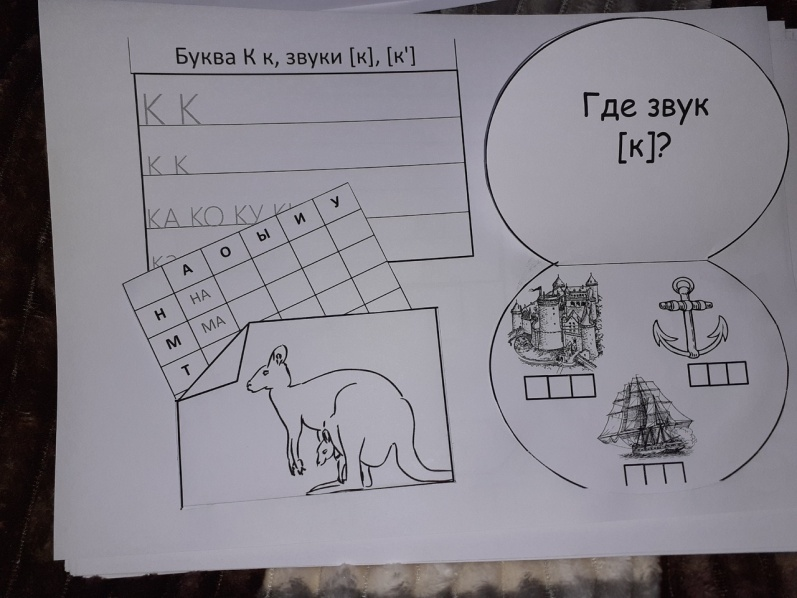 Буква К к, звуки [к], [к']
К К
к к
КА КО КУ
А О Ы И У
Н НА
М МА
Т
Где звук
[к]?